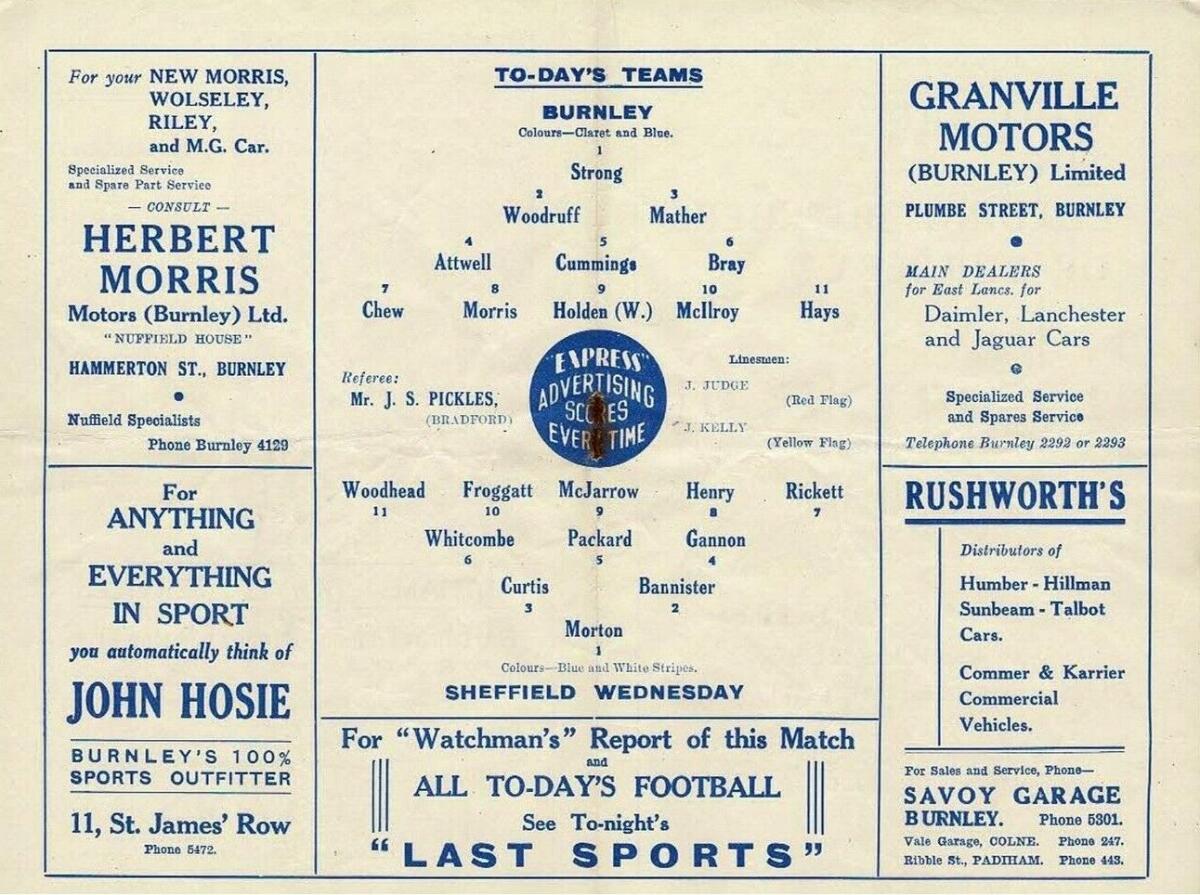 For your NEW MORRIS,
WOLSELEY,
RILEY,
and M.G. Car.
Specialized Service
and Spare Part Service
— CONSULT —
HERBERT
MORRIS
Motors (Burnley) Ltd.
"NUFFIELD HOUSE"
HAMMERTON ST., BURNLEY
Nuffield Specialists
Phone Burnley 4129
For
ANYTHING
and
EVERYTHING
IN SPORT
you automatically think of
JOHN HOSIE
BURNLEY'S 100%
SPORTS OUTFITTER
11, St. James' Row
Phone 5472.
TO-DAY'S TEAMS
BURNLEY
Colours—Claret and Blue.
1
Strong
2 3
Woodruff Mather
4 5 6
Attwell Cummings Bray
7 8 9 10 11
Chew Morris Holden (W.) McIlroy Hays
Referee:
Mr. J. S. PICKLES,
(BRADFORD)
"EXPRESS"
ADVERTISING
SCORES
EVERY TIME
Linesmen:
J. JUDGE
(Red Flag)
J. KELLY
(Yellow Flag)
Woodhead Froggatt McJarrow Henry Rickett
11 10 9 8 7
Whitcombe Packard Gannon
6 5 4
Curtis Bannister
3 2
Morton
1
Colours—Blue and White Stripes.
SHEFFIELD WEDNESDAY
For "Watchman's" Report of this Match
and
ALL TO-DAY'S FOOTBALL
See To-night's
"LAST SPORTS"
GRANVILLE
MOTORS
(BURNLEY) Limited
PLUMBE STREET, BURNLEY
MAIN DEALERS
for East Lancs. for
Daimler, Lanchester
and Jaguar Cars
Specialized Service
and Spares Service
Telephone Burnley 2292 or 2293
RUSHWORTH'S
Distributors of
Humber - Hillman
Sunbeam - Talbot
Cars.
Commer & Karrier
Commercial
Vehicles.
For Sales and Service, Phone—
SAVOY GARAGE
BURNLEY. Phone 5301.
Vale Garage, COLNE. Phone 247.
Ribble St., PADIHAM. Phone 443.